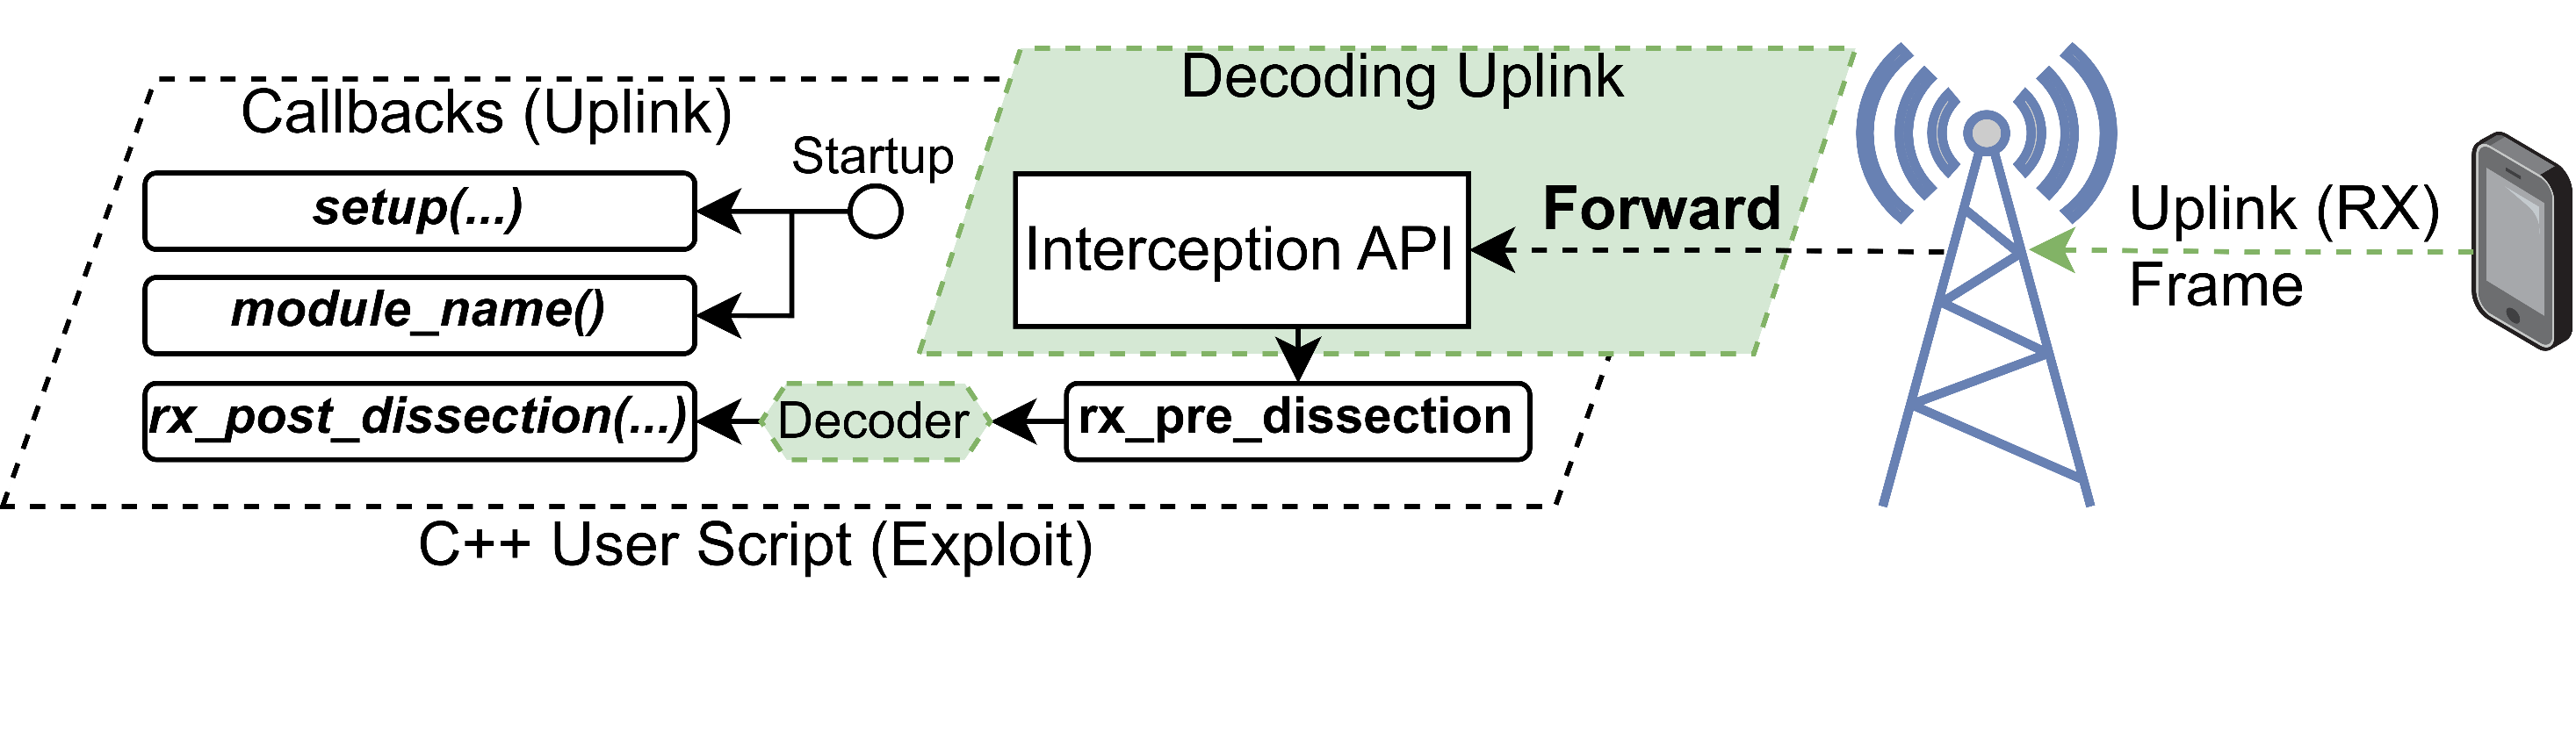 Decoding Uplink
Callbacks (Uplink)
Startup
setup(...)
Interception API
Forward
Uplink (RX)
Frame
module_name()
rx_post_dissection(...)
Decoder
rx_pre_dissection
C++ User Script (Exploit)